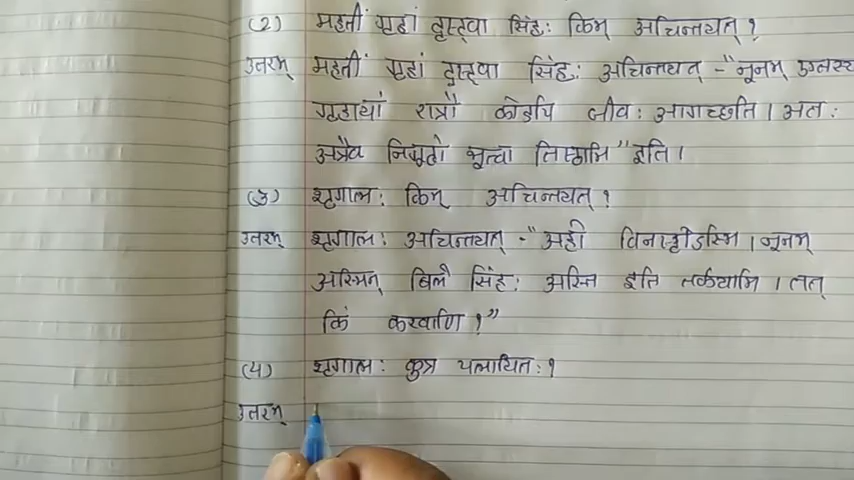 (2) महतीं गुहां दृष्ट्वा सिंहः किम् अचिन्तयत् ?
उत्तरम् महतीं गुहां दृष्ट्वा सिंहः अचिन्तयत् - "नूनम् एतस्य
गुहायां रात्रौ कोऽपि जीवः आगच्छति । अतः
अत्रैव निगूढो भूत्वा तिष्ठामि" इति ।
(3) शृगालः किम् अचिन्तयत् ?
उत्तरम् शृगालः अचिन्तयत् - "अहो विनष्टोऽस्मि । नूनम्
अस्मिन् बिले सिंहः अस्ति इति तर्कयामि । तत्
किं करवाणि ?"
(4) शृगालः कुत्र पलायितः ?
उत्तरम्